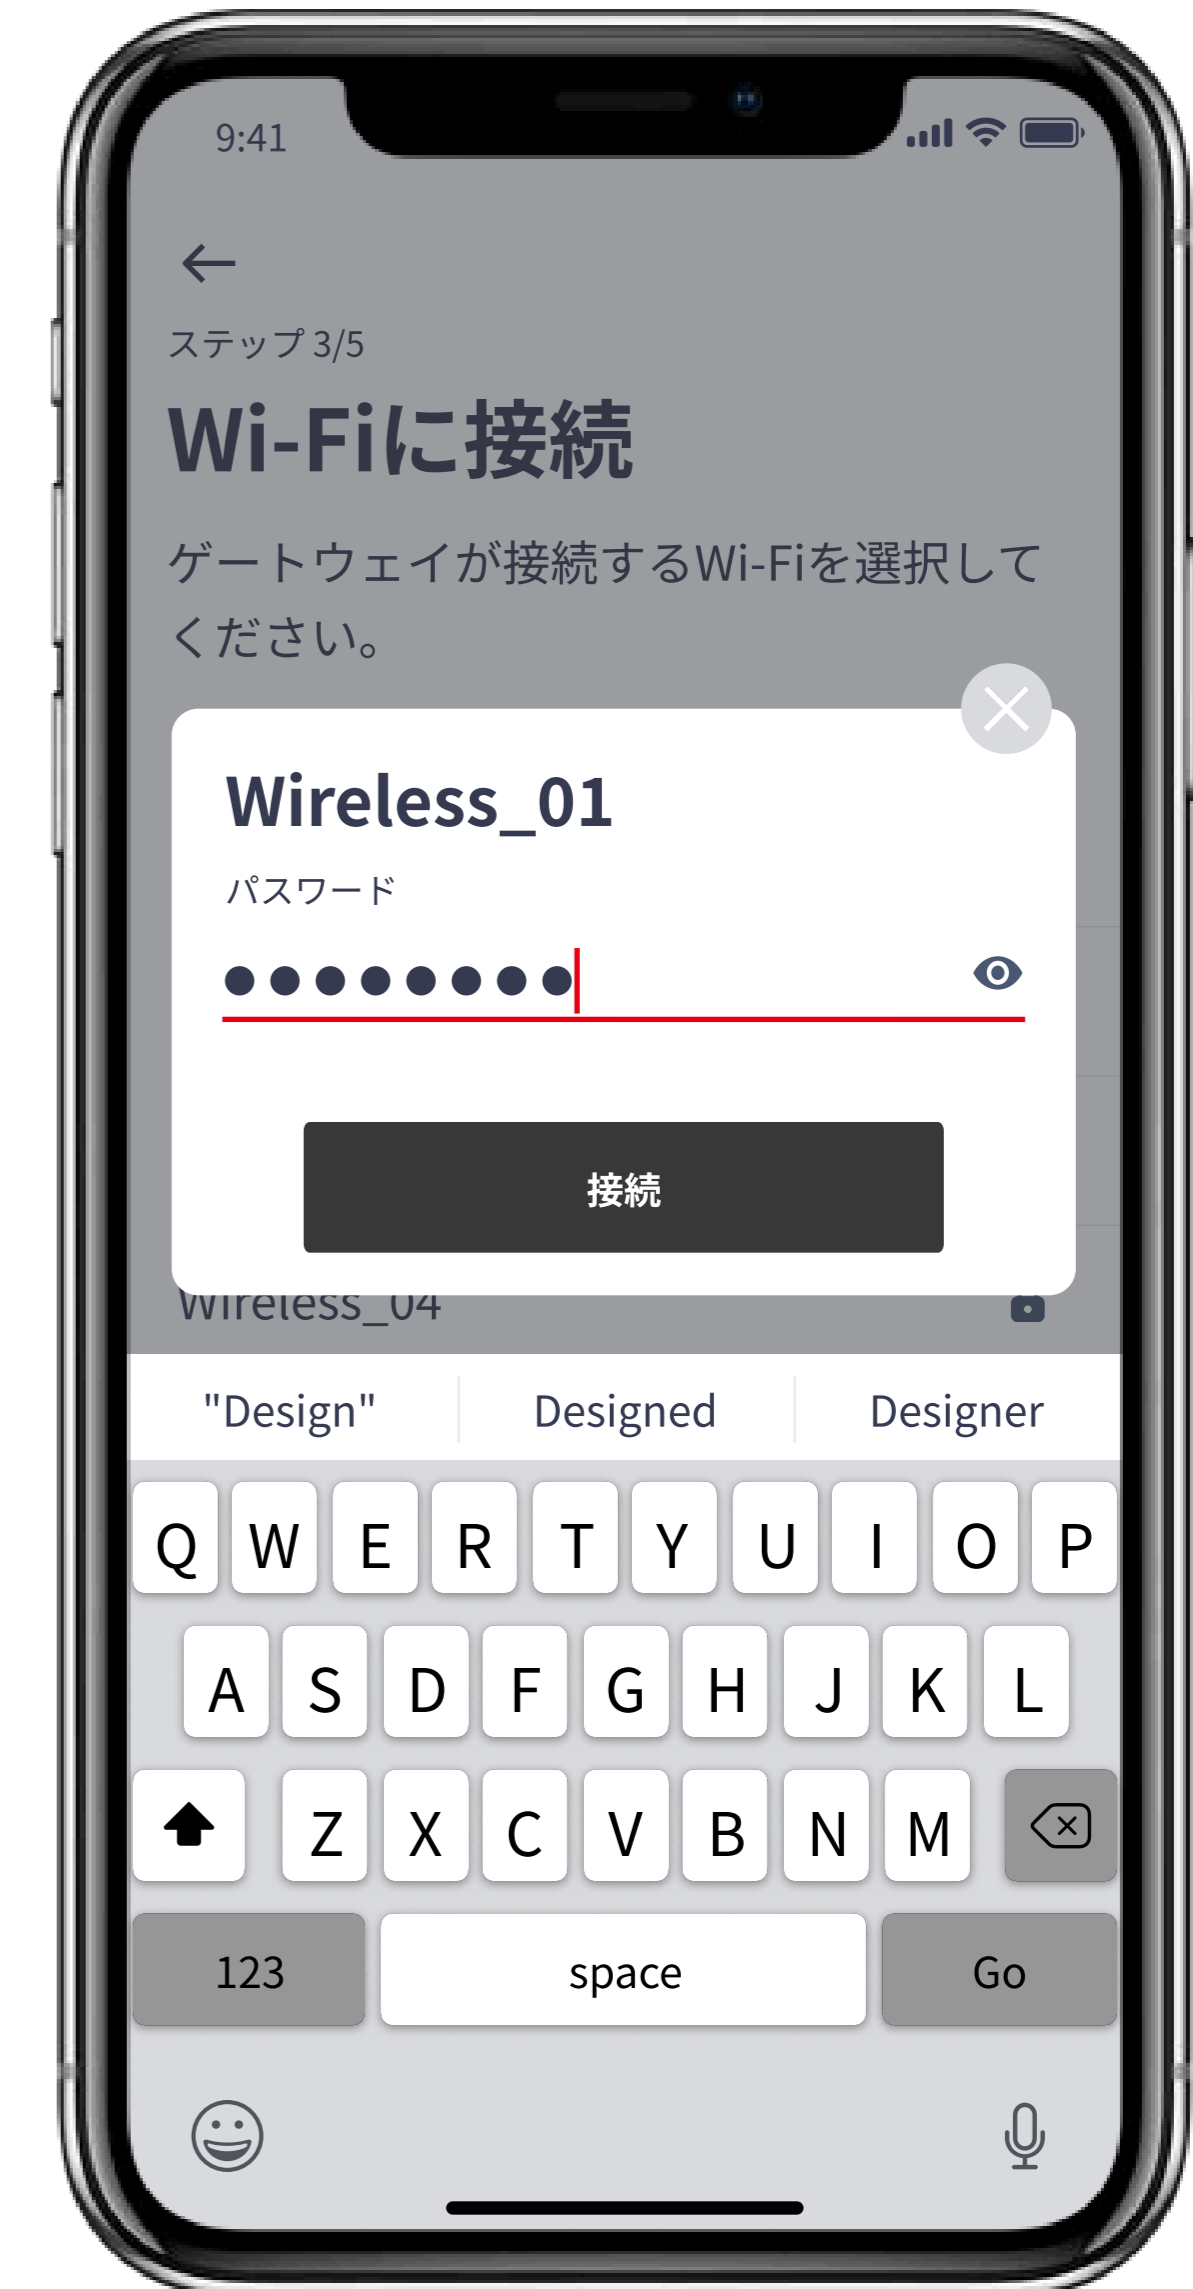 9:41
ステップ 3/5
Wi-Fiに接続
ゲートウェイが接続するWi-Fiを選択して
ください。
Wireless_01
パスワード
接続
Wireless_04
"Design" Designed Designer
Q W E R T Y U I O P
A S D F G H J K L
Z X C V B N M
123 space Go